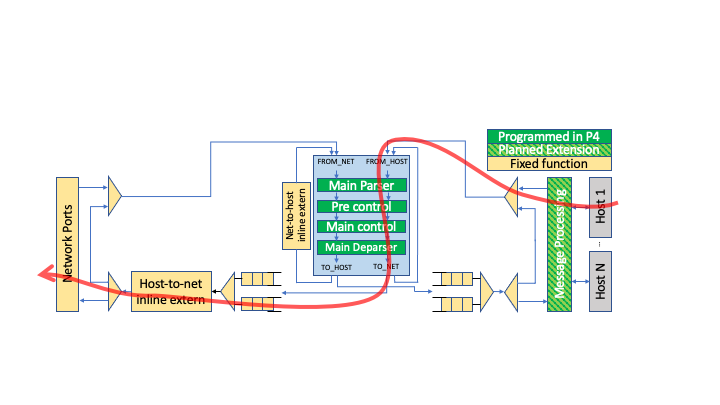 Programmed in P4
Planned Extension
Fixed function
FROM_NET
FROM_HOST
Main Parser
Pre control
Main control
Main Deparser
TO_HOST
TO_NET
Net-to-host
inline extern
Network Ports
Host-to-net
inline extern
Message Processing
Host 1
...
Host N